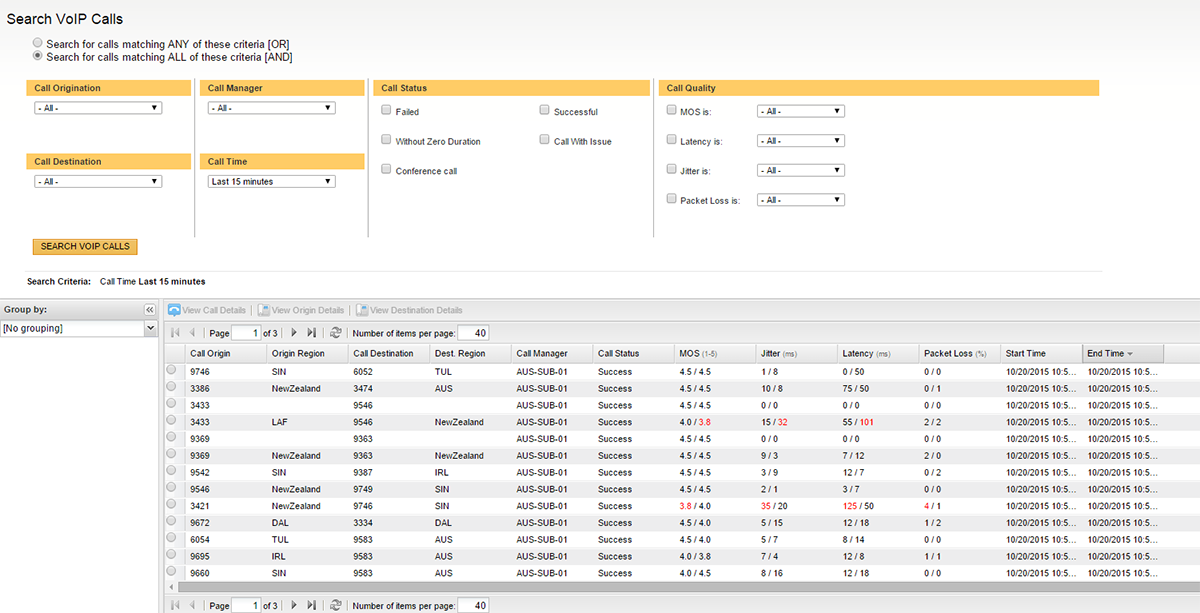 Search VoIP Calls
Search for calls matching ANY of these criteria [OR]
Search for calls matching ALL of these criteria [AND]
Call Origination Call Manager Call Status Call Quality
- All - - All - Failed Successful MOS is: - All -
Without Zero Duration Call With Issue Latency is: - All -
Call Destination Call Time Conference call Jitter is: - All -
- All - Last 15 minutes Packet Loss is: - All -
SEARCH VOIP CALLS
Search Criteria: Call Time Last 15 minutes
Group by: « View Call Details View Origin Details View Destination Details
[No grouping] Page 1 of 3 Number of items per page: 40
Call Origin Origin Region Call Destination Dest. Region Call Manager Call Status MOS (1-5) Jitter (ms) Latency (ms) Packet Loss (%) Start Time End Time
9746 SIN 6052 TUL AUS-SUB-01 Success 4.5 / 4.5 1 / 8 0 / 50 0 / 0 10/20/2015 10:5... 10/20/2015 10:5...
3386 NewZealand 3474 AUS AUS-SUB-01 Success 4.5 / 4.5 10 / 8 75 / 50 0 / 1 10/20/2015 10:5... 10/20/2015 10:5...
3433 9546 AUS-SUB-01 Success 4.5 / 4.5 0 / 0 0 / 0 0 / 0 10/20/2015 10:5... 10/20/2015 10:5...
3433 LAF 9546 NewZealand AUS-SUB-01 Success 4.0 / 3.8 15 / 32 55 / 101 2 / 2 10/20/2015 10:5... 10/20/2015 10:5...
9369 9363 AUS-SUB-01 Success 4.5 / 4.5 0 / 0 0 / 0 0 / 0 10/20/2015 10:5... 10/20/2015 10:5...
9369 NewZealand 9363 NewZealand AUS-SUB-01 Success 4.5 / 4.5 9 / 3 7 / 12 2 / 0 10/20/2015 10:5... 10/20/2015 10:5...
9542 SIN 9387 IRL AUS-SUB-01 Success 4.5 / 4.5 3 / 9 12 / 7 0 / 2 10/20/2015 10:5... 10/20/2015 10:5...
9546 NewZealand 9749 SIN AUS-SUB-01 Success 4.5 / 4.5 2 / 1 3 / 7 0 / 0 10/20/2015 10:5... 10/20/2015 10:5...
3421 NewZealand 9746 SIN AUS-SUB-01 Success 3.8 / 4.0 35 / 20 125 / 50 4 / 1 10/20/2015 10:5... 10/20/2015 10:5...
9672 DAL 3334 DAL AUS-SUB-01 Success 4.5 / 4.0 5 / 15 12 / 18 1 / 2 10/20/2015 10:5... 10/20/2015 10:5...
6054 TUL 9583 AUS AUS-SUB-01 Success 4.5 / 4.0 5 / 7 8 / 14 0 / 0 10/20/2015 10:5... 10/20/2015 10:5...
9695 IRL 9583 AUS AUS-SUB-01 Success 4.0 / 3.8 7 / 4 12 / 8 1 / 1 10/20/2015 10:5... 10/20/2015 10:5...
9660 SIN 9583 AUS AUS-SUB-01 Success 4.0 / 4.5 8 / 16 12 / 18 0 / 0 10/20/2015 10:5... 10/20/2015 10:5...
Page 1 of 3 Number of items per page: 40